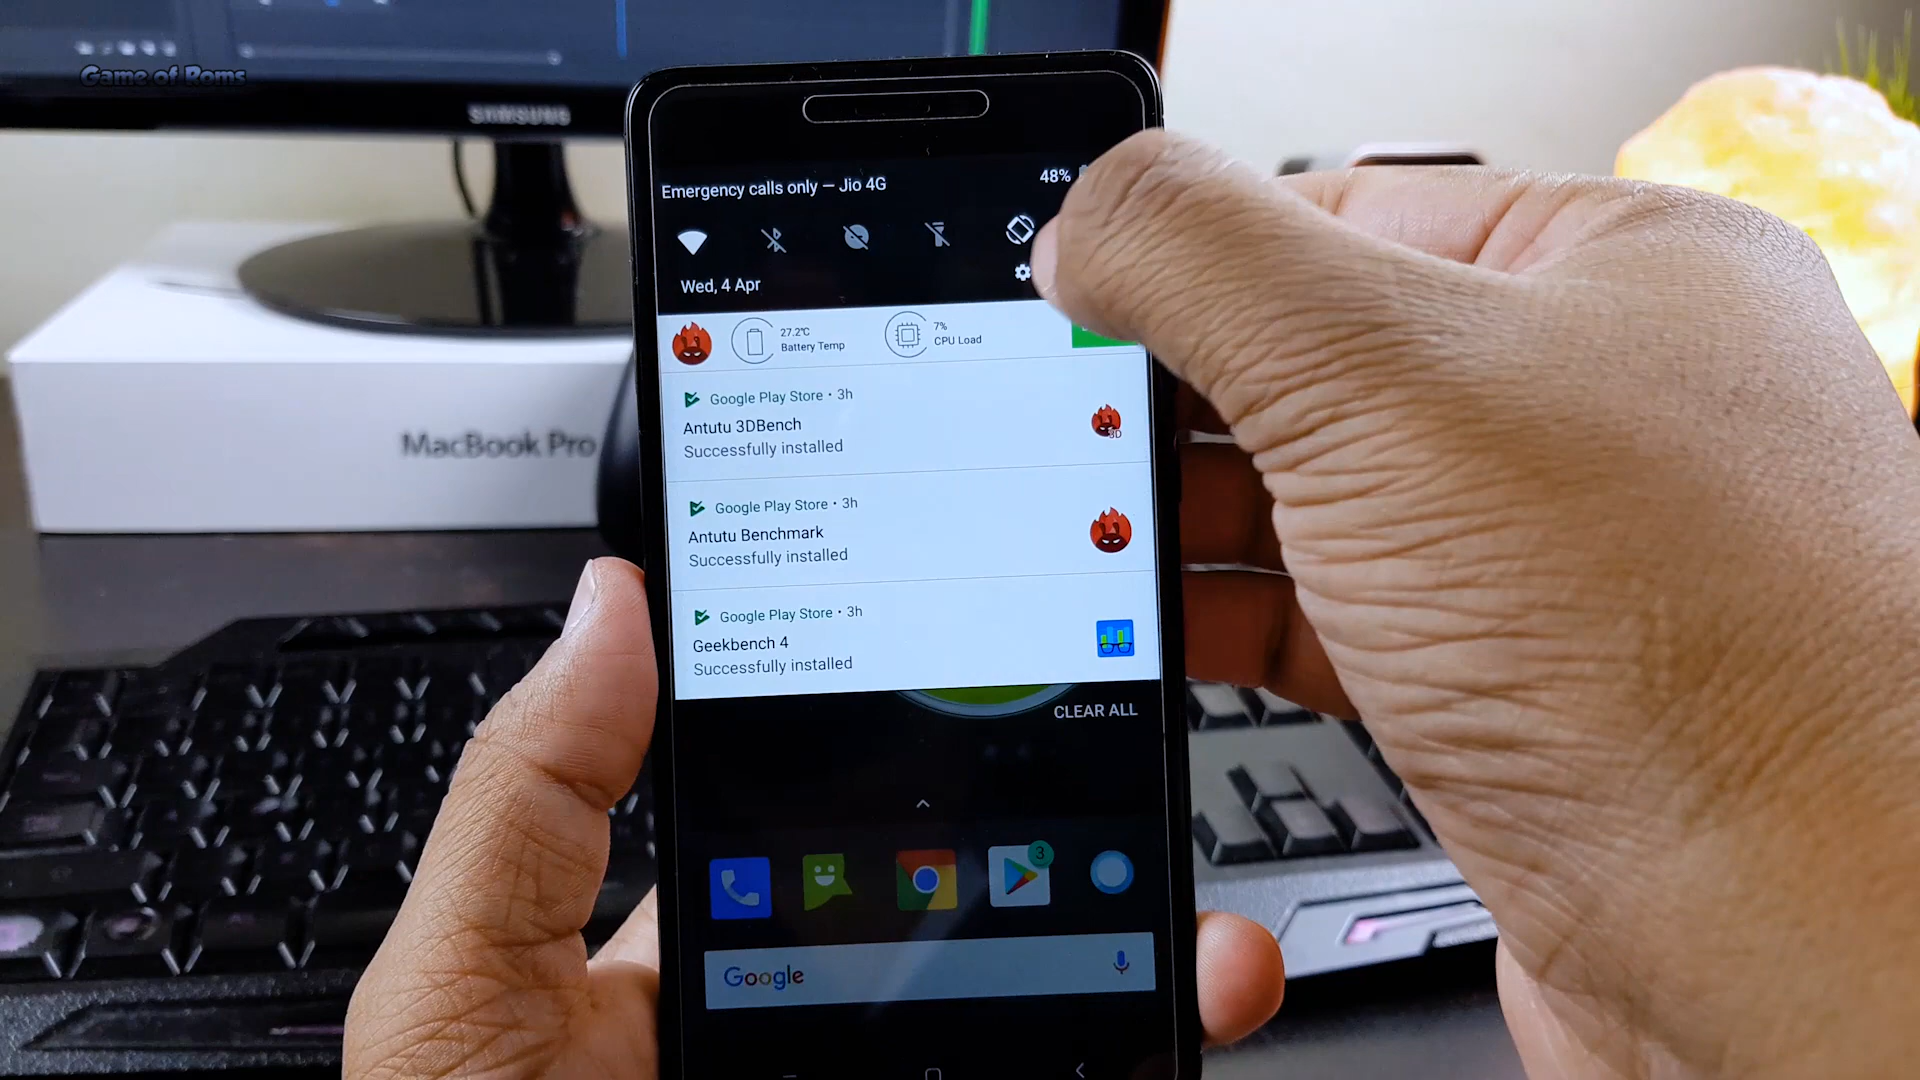 Game of Roms
SAMSUNG
MacBook Pro
Emergency calls only — Jio 4G
48%
Wed, 4 Apr
27.2℃
Battery Temp
7%
CPU Load
Google Play Store • 3h
Antutu 3DBench
Successfully installed
3D
Google Play Store • 3h
Antutu Benchmark
Successfully installed
Google Play Store • 3h
Geekbench 4
Successfully installed
CLEAR ALL
3
Google